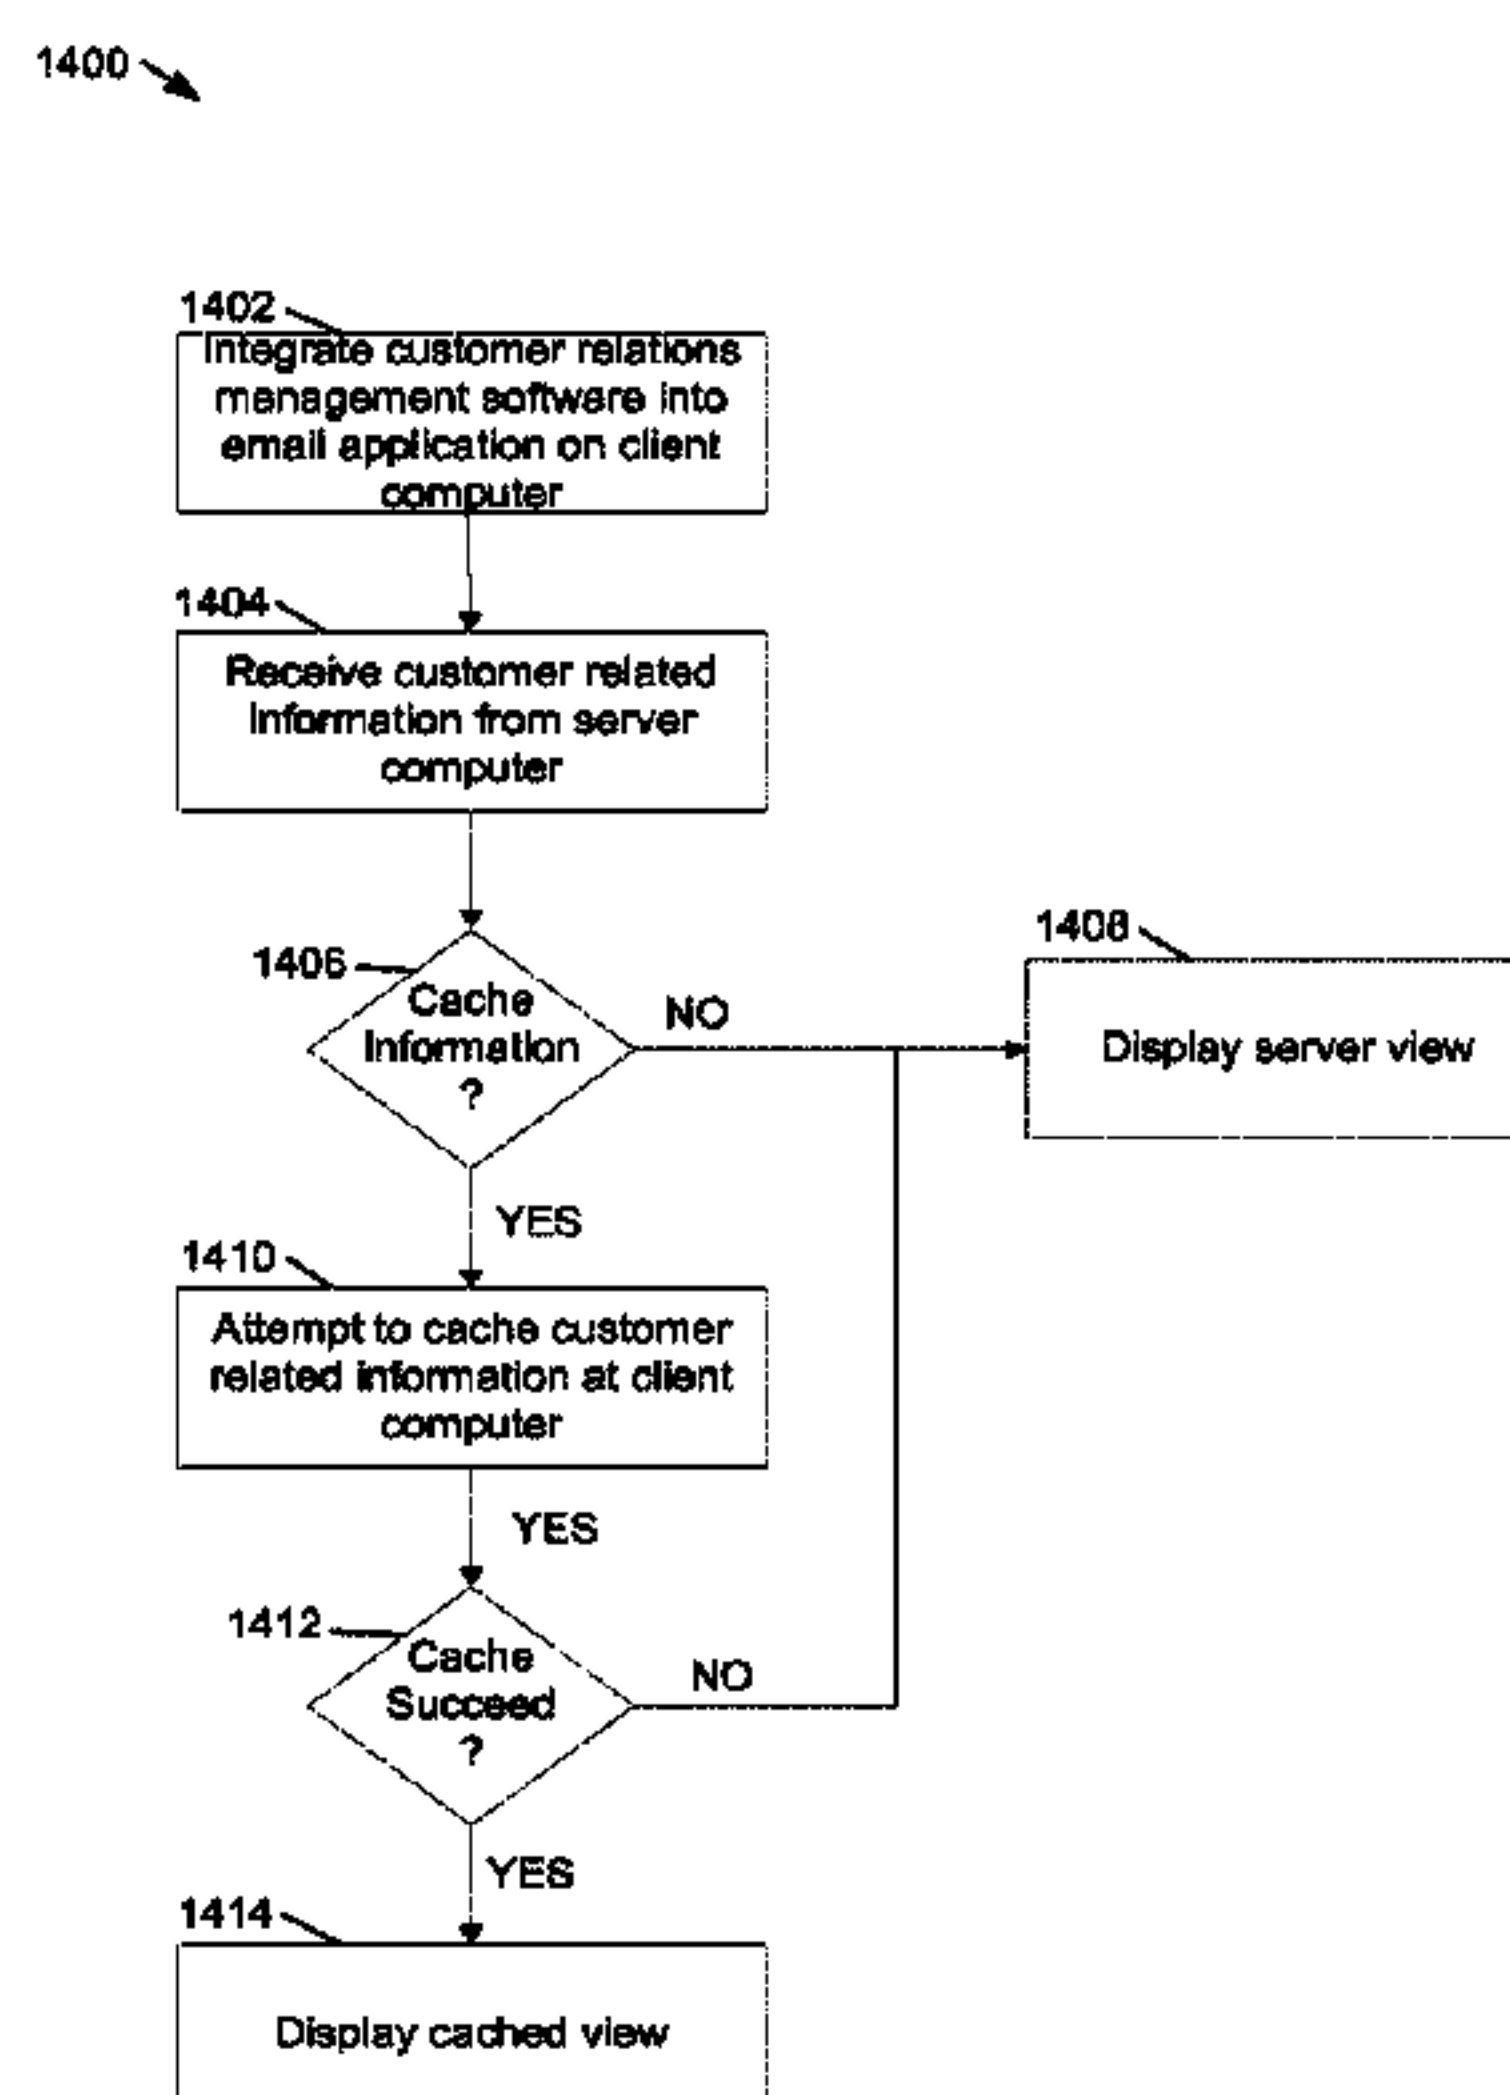 1400
1402
Integrate customer relations
management software into
email application on client
computer
1404
Receive customer related
information from server
computer
1406
Cache
Information
?
NO
1408
Display server view
YES
1410
Attempt to cache customer
related information at client
computer
YES
1412
Cache
Succeed
?
NO
YES
1414
Display cached view